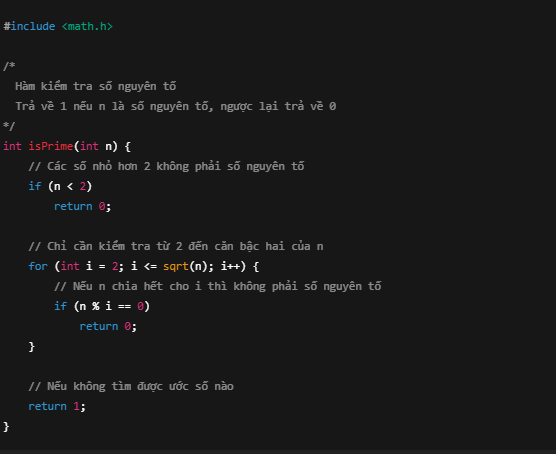 #include <math.h>
/*
Hàm kiểm tra số nguyên tố
Trả về 1 nếu n là số nguyên tố, ngược lại trả về 0
*/
int isPrime(int n) {
// Các số nhỏ hơn 2 không phải số nguyên tố
if (n < 2)
return 0;
// Chỉ cần kiểm tra từ 2 đến căn bậc hai của n
for (int i = 2; i <= sqrt(n); i++) {
// Nếu n chia hết cho i thì không phải số nguyên tố
if (n % i == 0)
return 0;
}
// Nếu không tìm được ước số nào
return 1;
}